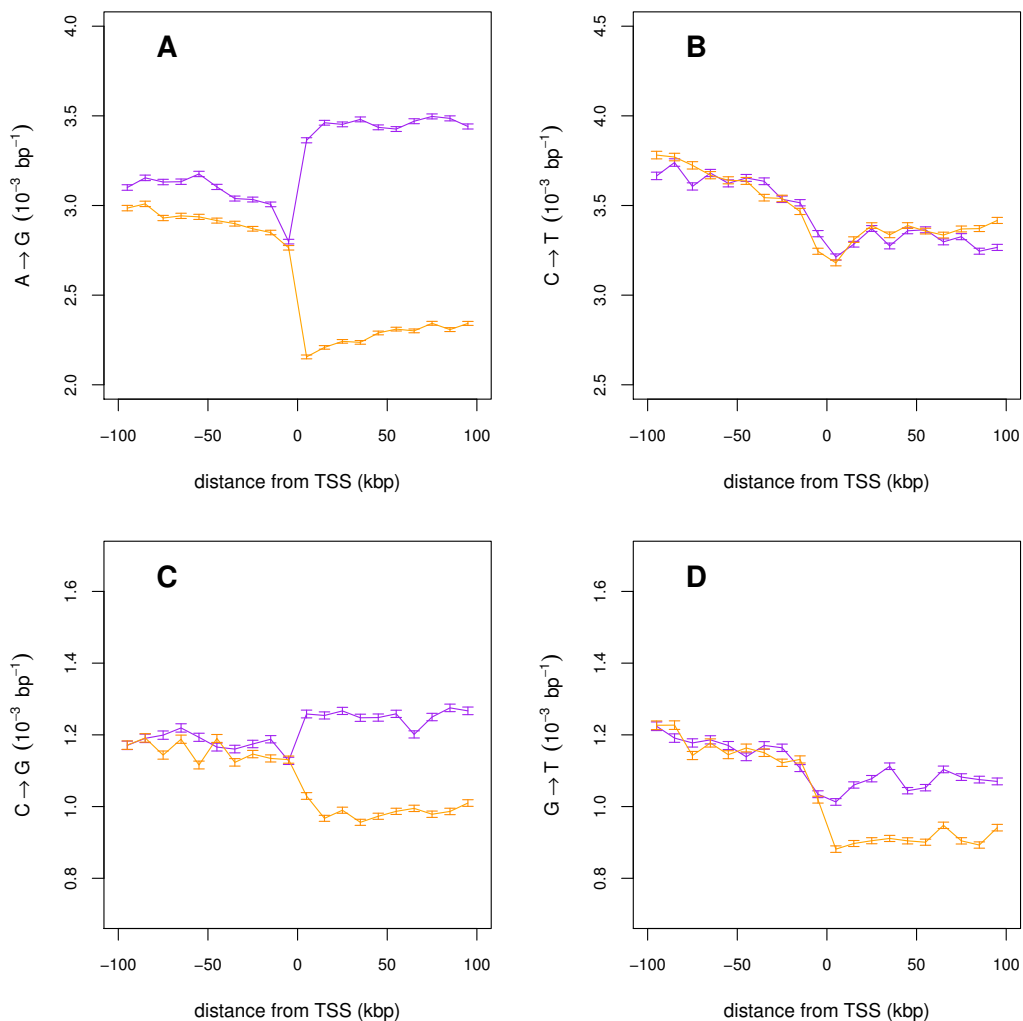 A
A → G (10⁻³ bp⁻¹)
4.0
3.5
3.0
2.5
2.0
−100 −50 0 50 100
distance from TSS (kbp)
B
C → T (10⁻³ bp⁻¹)
4.5
4.0
3.5
3.0
2.5
−100 −50 0 50 100
distance from TSS (kbp)
C
C → G (10⁻³ bp⁻¹)
1.6
1.4
1.2
1.0
0.8
−100 −50 0 50 100
distance from TSS (kbp)
D
G → T (10⁻³ bp⁻¹)
1.6
1.4
1.2
1.0
0.8
−100 −50 0 50 100
distance from TSS (kbp)